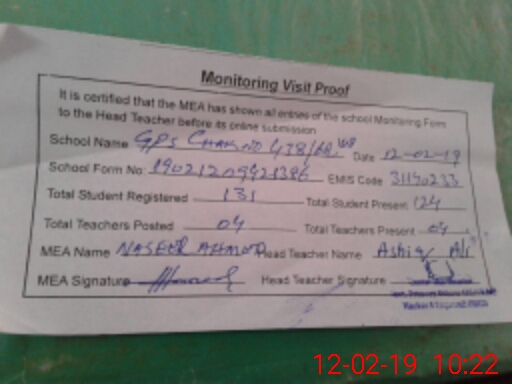 Monitoring Visit Proof
It is certified that the MEA has shown all entries of the school Monitoring Form
to the Head Teacher before its online submission
School Name GPS Chak No 438/6R, Date 12-02-19
School Form No 19021209421386 EMIS Code 31140233
Total Student Registered 131 Total Student Present 124
Total Teachers Posted 04 Total Teachers Present 04
MEA Name NASEER AHMAD Head Teacher Name Ashiq Ali
MEA Signature Head Teacher Signature
12-02-19 10:22